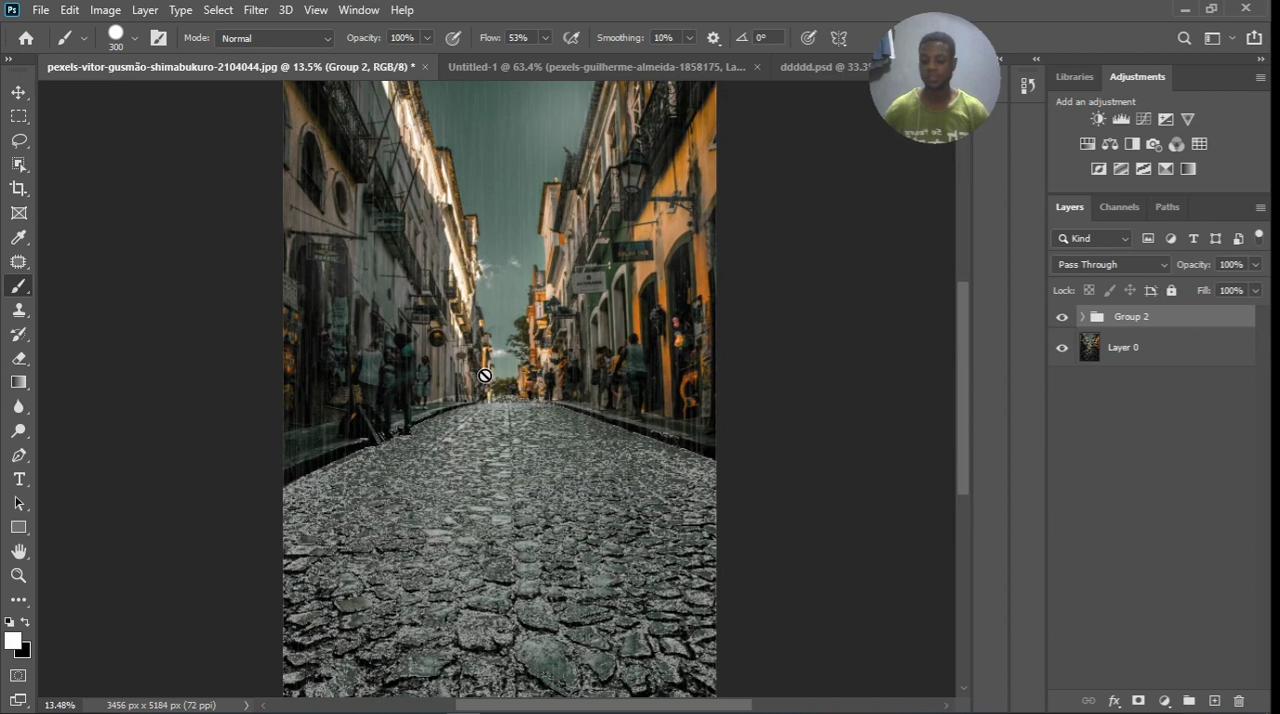 Ps File Edit Image Layer Type Select Filter 3D View Window Help
300 Mode: Normal Opacity: 100% Flow: 53% Smoothing: 10% 0°
pexels-vitor-gusmão-shimabukuro-2104044.jpg @ 13.5% (Group 2, RGB/8) * × Untitled-1 @ 63.4% (pexels-guilherme-almeida-1858175, La... × ddddd.psd @ 33.3
Libraries Adjustments
Add an adjustment
Layers Channels Paths
Kind
Pass Through Opacity: 100%
Lock: Fill: 100%
Group 2
Layer 0
13.48% 3456 px x 5184 px (72 ppi)